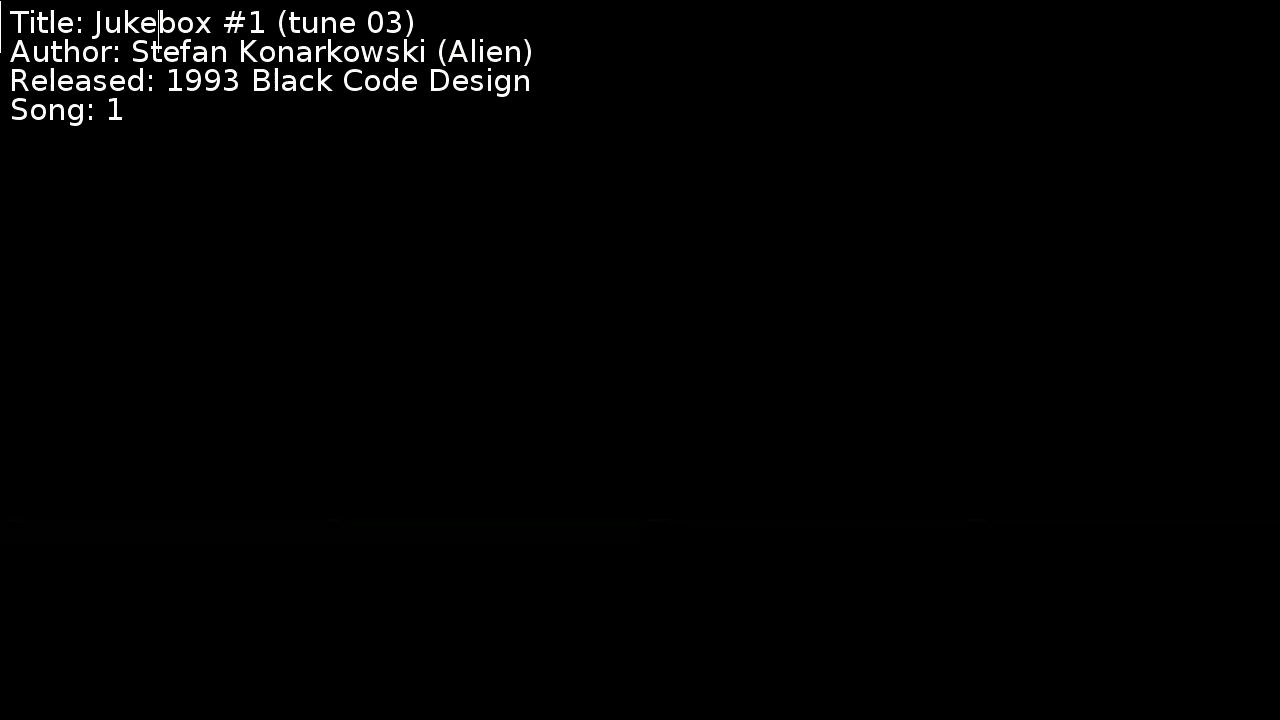 Title: Jukebox #1 (tune 03)
Author: Stefan Konarkowski (Alien)
Released: 1993 Black Code Design
Song: 1